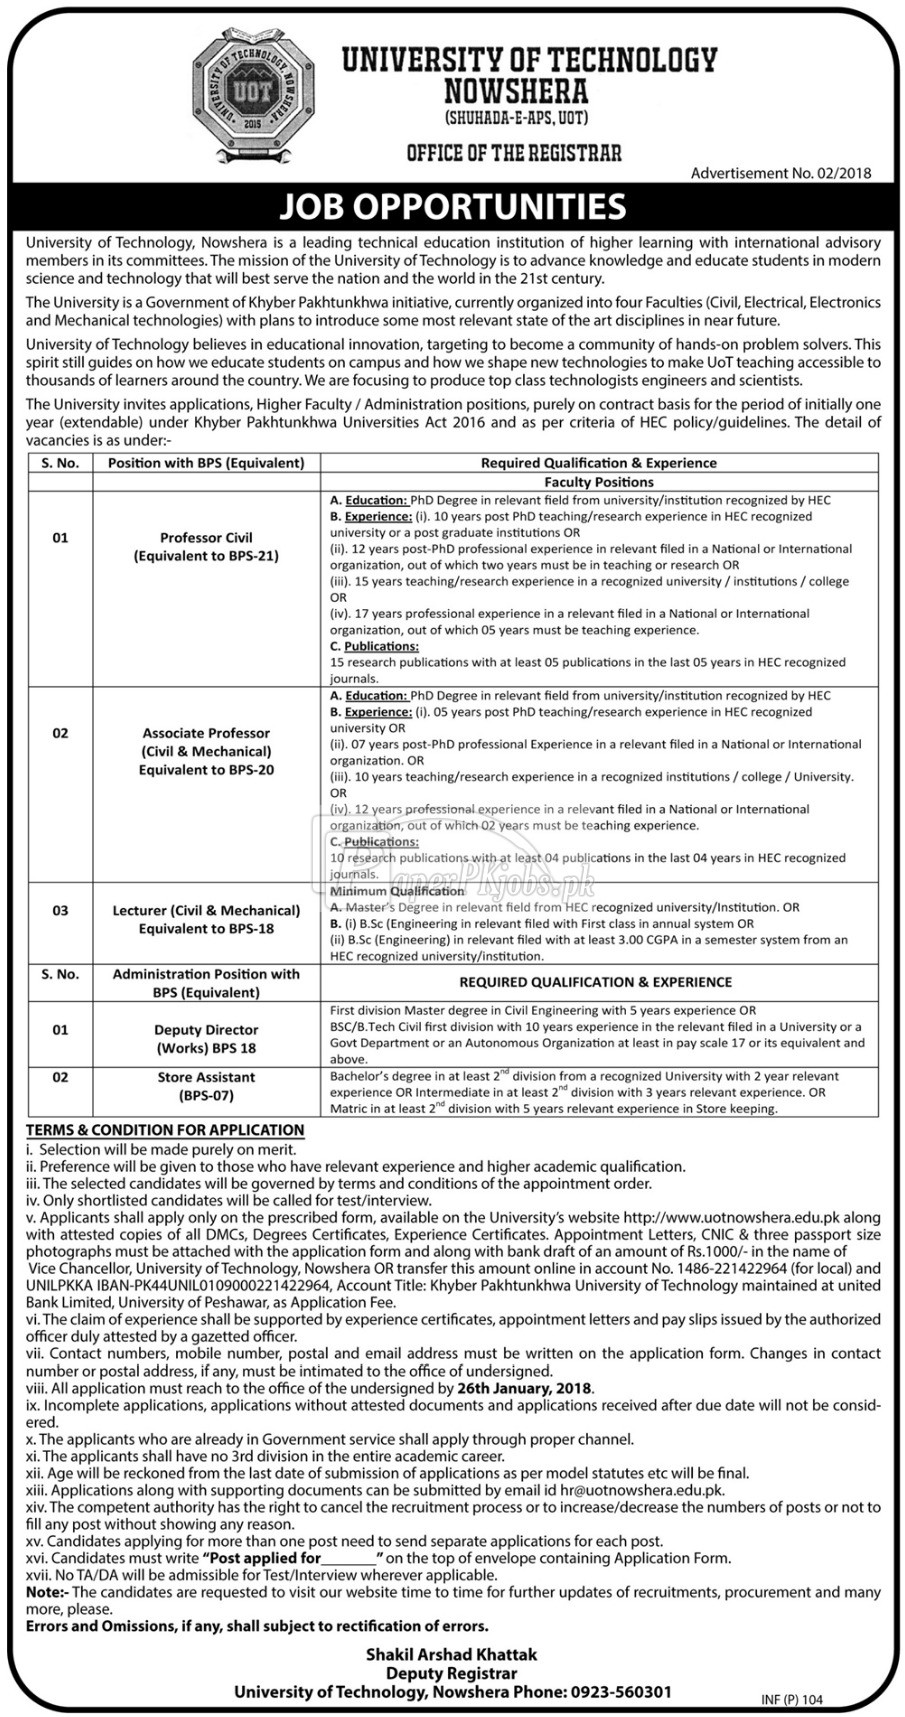 UNIVERSITY OF TECHNOLOGY, NOWSHERA
UOT
2015
UNIVERSITY OF TECHNOLOGY
NOWSHERA
(SHUHADA-E-APS, UOT)
OFFICE OF THE REGISTRAR
Advertisement No. 02/2018
JOB OPPORTUNITIES
University of Technology, Nowshera is a leading technical education institution of higher learning with international advisory
members in its committees. The mission of the University of Technology is to advance knowledge and educate students in modern
science and technology that will best serve the nation and the world in the 21st century.
The University is a Government of Khyber Pakhtunkhwa initiative, currently organized into four Faculties (Civil, Electrical, Electronics
and Mechanical technologies) with plans to introduce some most relevant state of the art disciplines in near future.
University of Technology believes in educational innovation, targeting to become a community of hands-on problem solvers. This
spirit still guides on how we educate students on campus and how we shape new technologies to make UoT teaching accessible to
thousands of learners around the country. We are focusing to produce top class technologists engineers and scientists.
The University invites applications, Higher Faculty / Administration positions, purely on contract basis for the period of initially one
year (extendable) under Khyber Pakhtunkhwa Universities Act 2016 and as per criteria of HEC policy/guidelines. The detail of
vacancies is as under:-
S. No. Position with BPS (Equivalent) Required Qualification & Experience
Faculty Positions
01 Professor Civil
(Equivalent to BPS-21)
A. Education: PhD Degree in relevant field from university/institution recognized by HEC
B. Experience: (i). 10 years post PhD teaching/research experience in HEC recognized
university or a post graduate institutions OR
(ii). 12 years post-PhD professional experience in relevant filed in a National or International
organization, out of which two years must be in teaching or research OR
(iii). 15 years teaching/research experience in a recognized university / institutions / college
OR
(iv). 17 years professional experience in a relevant filed in a National or International
organization, out of which 05 years must be teaching experience.
C. Publications:
15 research publications with at least 05 publications in the last 05 years in HEC recognized
journals.
02 Associate Professor
(Civil & Mechanical)
Equivalent to BPS-20
A. Education: PhD Degree in relevant field from university/institution recognized by HEC
B. Experience: (i). 05 years post PhD teaching/research experience in HEC recognized
university OR
(ii). 07 years post-PhD professional Experience in a relevant filed in a National or International
organization. OR
(iii). 10 years teaching/research experience in a recognized institutions / college / University.
OR
(iv). 12 years professional experience in a relevant filed in a National or International
organization, out of which 02 years must be teaching experience.
C. Publications:
10 research publications with at least 04 publications in the last 04 years in HEC recognized
journals.
PaperPKjobs.pk
03 Lecturer (Civil & Mechanical)
Equivalent to BPS-18
Minimum Qualification
A. Master's Degree in relevant field from HEC recognized university/Institution. OR
B. (i) B.Sc (Engineering in relevant filed with First class in annual system OR
(ii) B.Sc (Engineering) in relevant filed with at least 3.00 CGPA in a semester system from an
HEC recognized university/institution.
S. No. Administration Position with
BPS (Equivalent)
REQUIRED QUALIFICATION & EXPERIENCE
01 Deputy Director
(Works) BPS 18
First division Master degree in Civil Engineering with 5 years experience OR
BSC/B.Tech Civil first division with 10 years experience in the relevant filed in a University or a
Govt Department or an Autonomous Organization at least in pay scale 17 or its equivalent and
above.
02 Store Assistant
(BPS-07)
Bachelor's degree in at least 2nd division from a recognized University with 2 year relevant
experience OR Intermediate in at least 2nd division with 3 years relevant experience. OR
Matric in at least 2nd division with 5 years relevant experience in Store keeping.
TERMS & CONDITION FOR APPLICATION
i. Selection will be made purely on merit.
ii. Preference will be given to those who have relevant experience and higher academic qualification.
iii. The selected candidates will be governed by terms and conditions of the appointment order.
iv. Only shortlisted candidates will be called for test/interview.
v. Applicants shall apply only on the prescribed form, available on the University's website http://www.uotnowshera.edu.pk along
with attested copies of all DMCs, Degrees Certificates, Experience Certificates. Appointment Letters, CNIC & three passport size
photographs must be attached with the application form and along with bank draft of an amount of Rs.1000/- in the name of
Vice Chancellor, University of Technology, Nowshera OR transfer this amount online in account No. 1486-221422964 (for local) and
UNILPKKA IBAN-PK44UNIL0109000221422964, Account Title: Khyber Pakhtunkhwa University of Technology maintained at united
Bank Limited, University of Peshawar, as Application Fee.
vi. The claim of experience shall be supported by experience certificates, appointment letters and pay slips issued by the authorized
officer duly attested by a gazetted officer.
vii. Contact numbers, mobile number, postal and email address must be written on the application form. Changes in contact
number or postal address, if any, must be intimated to the office of undersigned.
viii. All application must reach to the office of the undersigned by 26th January, 2018.
ix. Incomplete applications, applications without attested documents and applications received after due date will not be consid-
ered.
x. The applicants who are already in Government service shall apply through proper channel.
xi. The applicants shall have no 3rd division in the entire academic career.
xii. Age will be reckoned from the last date of submission of applications as per model statutes etc will be final.
xiii. Applications along with supporting documents can be submitted by email id hr@uotnowshera.edu.pk.
xiv. The competent authority has the right to cancel the recruitment process or to increase/decrease the numbers of posts or not to
fill any post without showing any reason.
xv. Candidates applying for more than one post need to send separate applications for each post.
xvi. Candidates must write “Post applied for_______” on the top of envelope containing Application Form.
xvii. No TA/DA will be admissible for Test/Interview wherever applicable.
Note:- The candidates are requested to visit our website time to time for further updates of recruitments, procurement and many
more, please.
Errors and Omissions, if any, shall subject to rectification of errors.
Shakil Arshad Khattak
Deputy Registrar
University of Technology, Nowshera Phone: 0923-560301
INF (P) 104